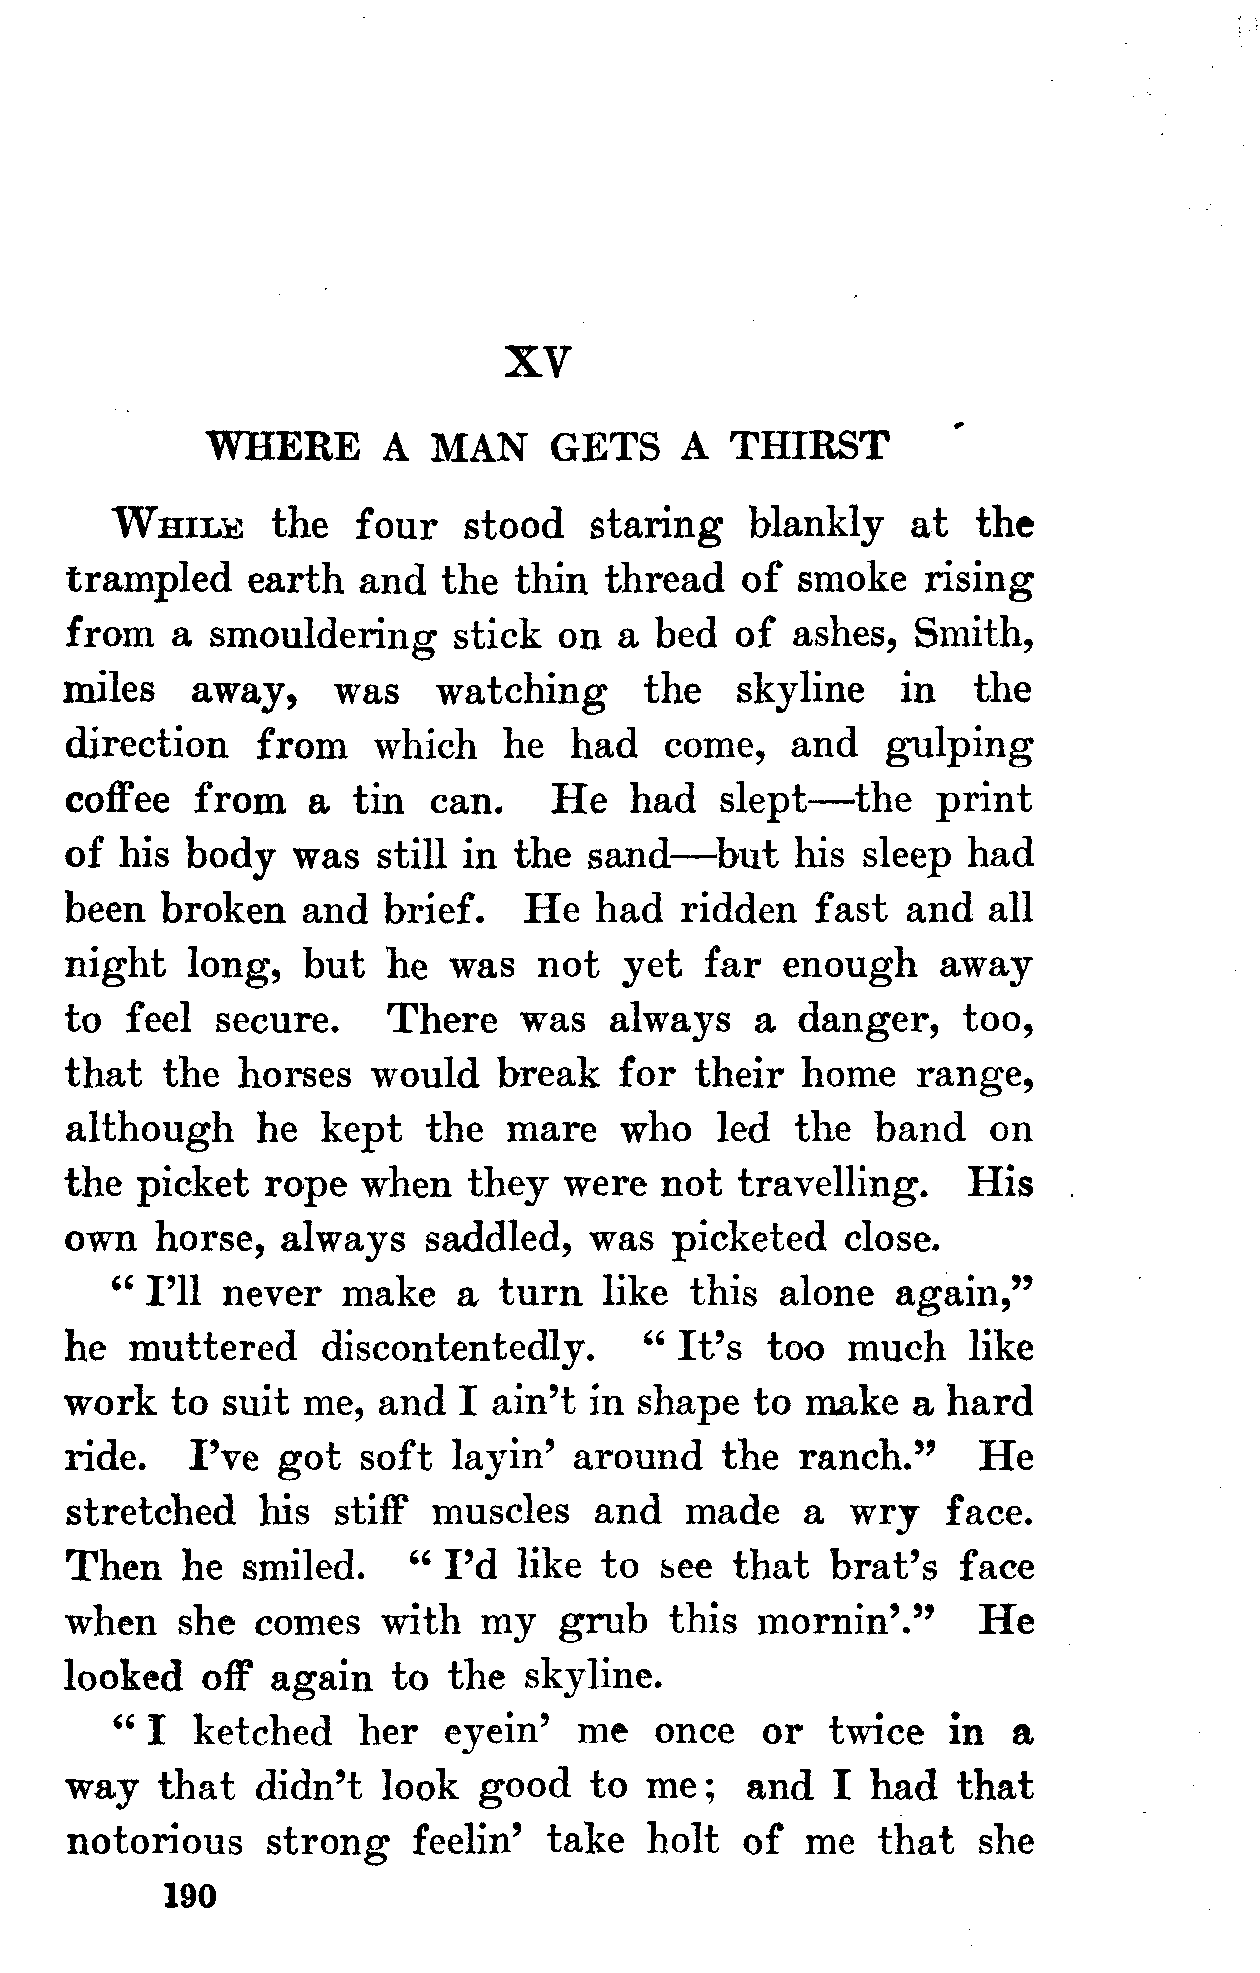 XV
WHERE A MAN GETS A THIRST
WHILE the four stood staring blankly at the
trampled earth and the thin thread of smoke rising
from a smouldering stick on a bed of ashes, Smith,
miles away, was watching the skyline in the
direction from which he had come, and gulping
coffee from a tin can. He had slept—the print
of his body was still in the sand—but his sleep had
been broken and brief. He had ridden fast and all
night long, but he was not yet far enough away
to feel secure. There was always a danger, too,
that the horses would break for their home range,
although he kept the mare who led the band on
the picket rope when they were not travelling. His
own horse, always saddled, was picketed close.
“ I’ll never make a turn like this alone again,”
he muttered discontentedly. “ It’s too much like
work to suit me, and I ain’t in shape to make a hard
ride. I’ve got soft layin’ around the ranch.” He
stretched his stiff muscles and made a wry face.
Then he smiled. “ I’d like to see that brat’s face
when she comes with my grub this mornin’.” He
looked off again to the skyline.
“ I ketched her eyein’ me once or twice in a
way that didn’t look good to me; and I had that
notorious strong feelin’ take holt of me that she
190